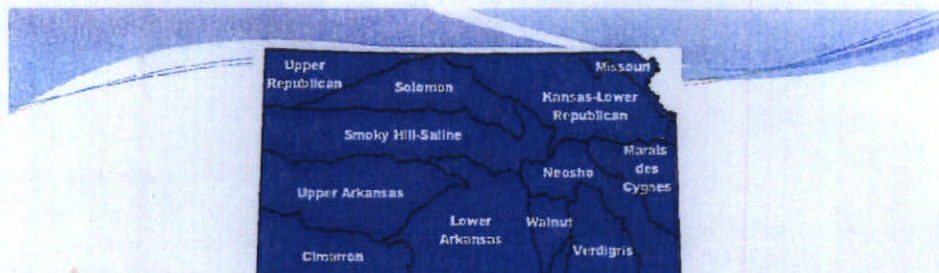 Upper
Republican
Solomon
Missouri
Kansas-Lower
Republican
Smoky Hill-Saline
Marais
des
Cygnes
Neosho
Upper Arkansas
Lower
Arkansas
Walnut
Verdigris
Cimarron